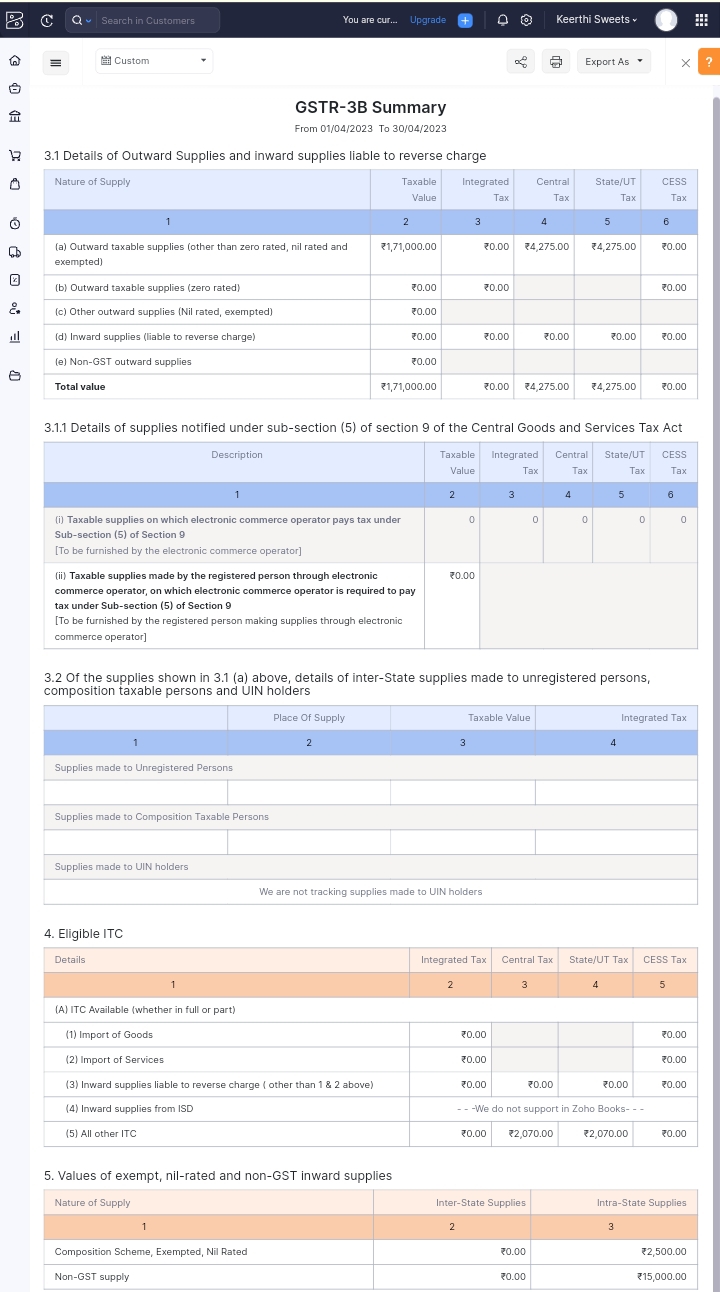 Search in Customers
You are cur... Upgrade
Keerthi Sweets
Custom
Export As
?
GSTR-3B Summary
From 01/04/2023 To 30/04/2023
3.1 Details of Outward Supplies and inward supplies liable to reverse charge
Nature of Supply Taxable Value Integrated Tax Central Tax State/UT Tax CESS Tax
1 2 3 4 5 6
(a) Outward taxable supplies (other than zero rated, nil rated and ₹1,71,000.00 ₹0.00 ₹4,275.00 ₹4,275.00 ₹0.00
exempted)
(b) Outward taxable supplies (zero rated) ₹0.00 ₹0.00 ₹0.00
(c) Other outward supplies (Nil rated, exempted) ₹0.00
(d) Inward supplies (liable to reverse charge) ₹0.00 ₹0.00 ₹0.00 ₹0.00 ₹0.00
(e) Non-GST outward supplies ₹0.00
Total value ₹1,71,000.00 ₹0.00 ₹4,275.00 ₹4,275.00 ₹0.00
3.1.1 Details of supplies notified under sub-section (5) of section 9 of the Central Goods and Services Tax Act
Description Taxable Value Integrated Tax Central Tax State/UT Tax CESS Tax
1 2 3 4 5 6
(i) Taxable supplies on which electronic commerce operator pays tax under 0 0 0 0 0
Sub-section (5) of Section 9
[To be furnished by the electronic commerce operator]
(ii) Taxable supplies made by the registered person through electronic ₹0.00
commerce operator, on which electronic commerce operator is required to pay
tax under Sub-section (5) of Section 9
[To be furnished by the registered person making supplies through electronic
commerce operator]
3.2 Of the supplies shown in 3.1 (a) above, details of inter-State supplies made to unregistered persons,
composition taxable persons and UIN holders
Place Of Supply Taxable Value Integrated Tax
1 2 3 4
Supplies made to Unregistered Persons
Supplies made to Composition Taxable Persons
Supplies made to UIN holders
We are not tracking supplies made to UIN holders
4. Eligible ITC
Details Integrated Tax Central Tax State/UT Tax CESS Tax
1 2 3 4 5
(A) ITC Available (whether in full or part)
(1) Import of Goods ₹0.00 ₹0.00
(2) Import of Services ₹0.00 ₹0.00
(3) Inward supplies liable to reverse charge ( other than 1 & 2 above) ₹0.00 ₹0.00 ₹0.00 ₹0.00
(4) Inward supplies from ISD - - -We do not support in Zoho Books- - -
(5) All other ITC ₹0.00 ₹2,070.00 ₹2,070.00 ₹0.00
5. Values of exempt, nil-rated and non-GST inward supplies
Nature of Supply Inter-State Supplies Intra-State Supplies
1 2 3
Composition Scheme, Exempted, Nil Rated ₹0.00 ₹2,500.00
Non-GST supply ₹0.00 ₹15,000.00